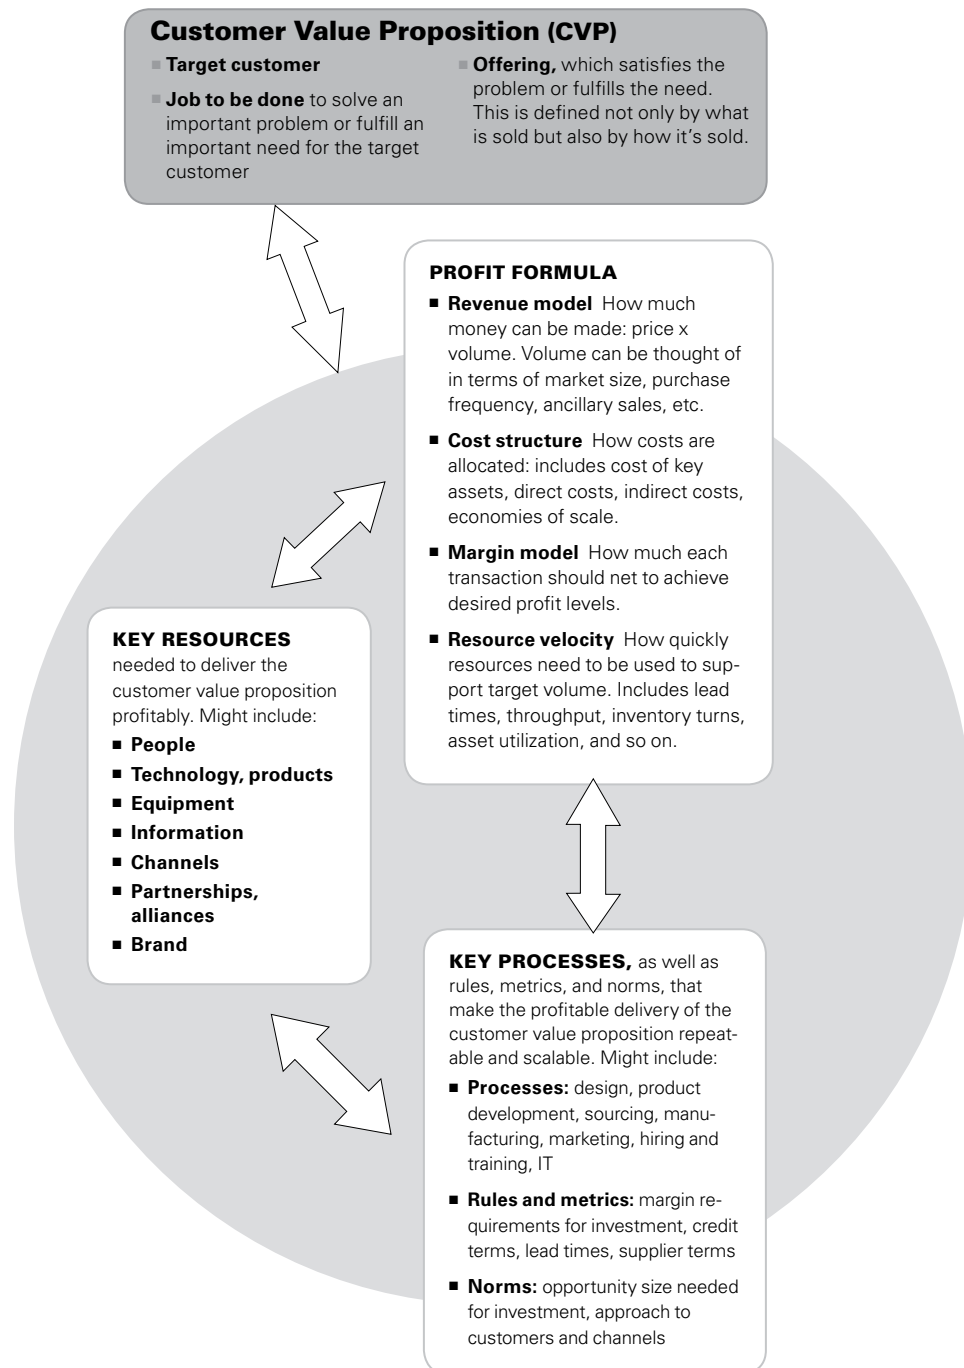 Customer Value Proposition (CVP)
■ Target customer
■ Job to be done to solve an
important problem or fulfill an
important need for the target
customer
■ Offering, which satisfies the
problem or fulfills the need.
This is defined not only by what
is sold but also by how it's sold.
PROFIT FORMULA
■ Revenue model How much
money can be made: price x
volume. Volume can be thought of
in terms of market size, purchase
frequency, ancillary sales, etc.
■ Cost structure How costs are
allocated: includes cost of key
assets, direct costs, indirect costs,
economies of scale.
■ Margin model How much each
transaction should net to achieve
desired profit levels.
■ Resource velocity How quickly
resources need to be used to sup-
port target volume. Includes lead
times, throughput, inventory turns,
asset utilization, and so on.
KEY RESOURCES
needed to deliver the
customer value proposition
profitably. Might include:
■ People
■ Technology, products
■ Equipment
■ Information
■ Channels
■ Partnerships,
alliances
■ Brand
KEY PROCESSES, as well as
rules, metrics, and norms, that
make the profitable delivery of the
customer value proposition repeat-
able and scalable. Might include:
■ Processes: design, product
development, sourcing, manu-
facturing, marketing, hiring and
training, IT
■ Rules and metrics: margin re-
quirements for investment, credit
terms, lead times, supplier terms
■ Norms: opportunity size needed
for investment, approach to
customers and channels